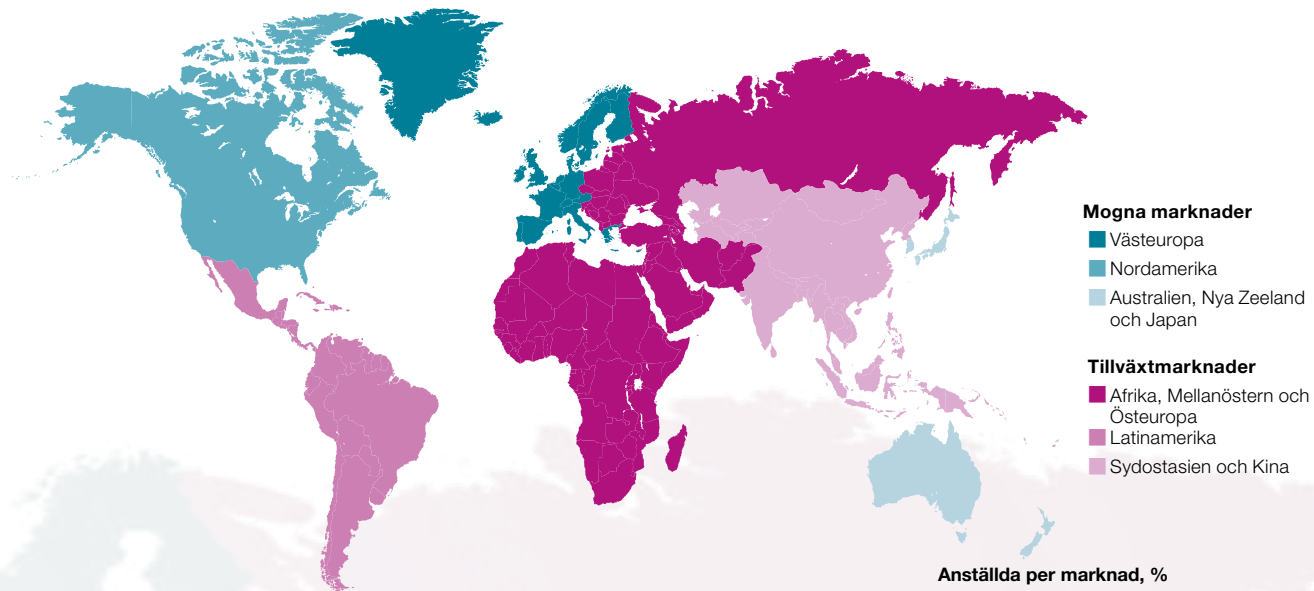 Mogna marknader
Västeuropa
Nordamerika
Australien, Nya Zeeland
och Japan
Tillväxtmarknader
Afrika, Mellanöstern och
Östeuropa
Latinamerika
Sydostasien och Kina
Anställda per marknad, %